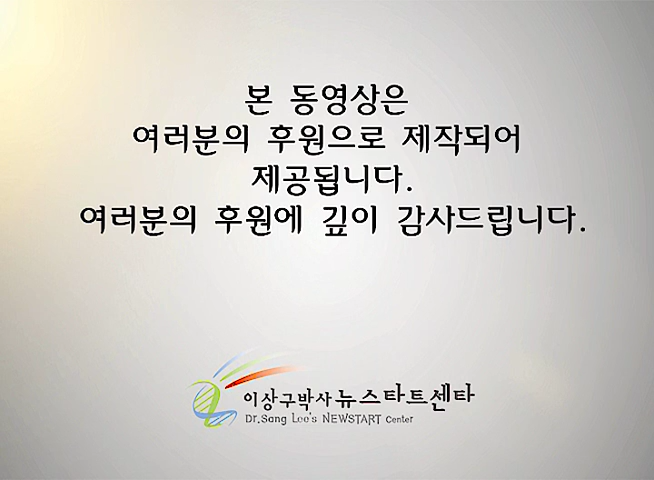 본 동영상은
여러분의 후원으로 제작되어
제공됩니다.
여러분의 후원에 깊이 감사드립니다.
이상구박사 뉴스타트센타
Dr.Sang Lee's NEWSTART Center